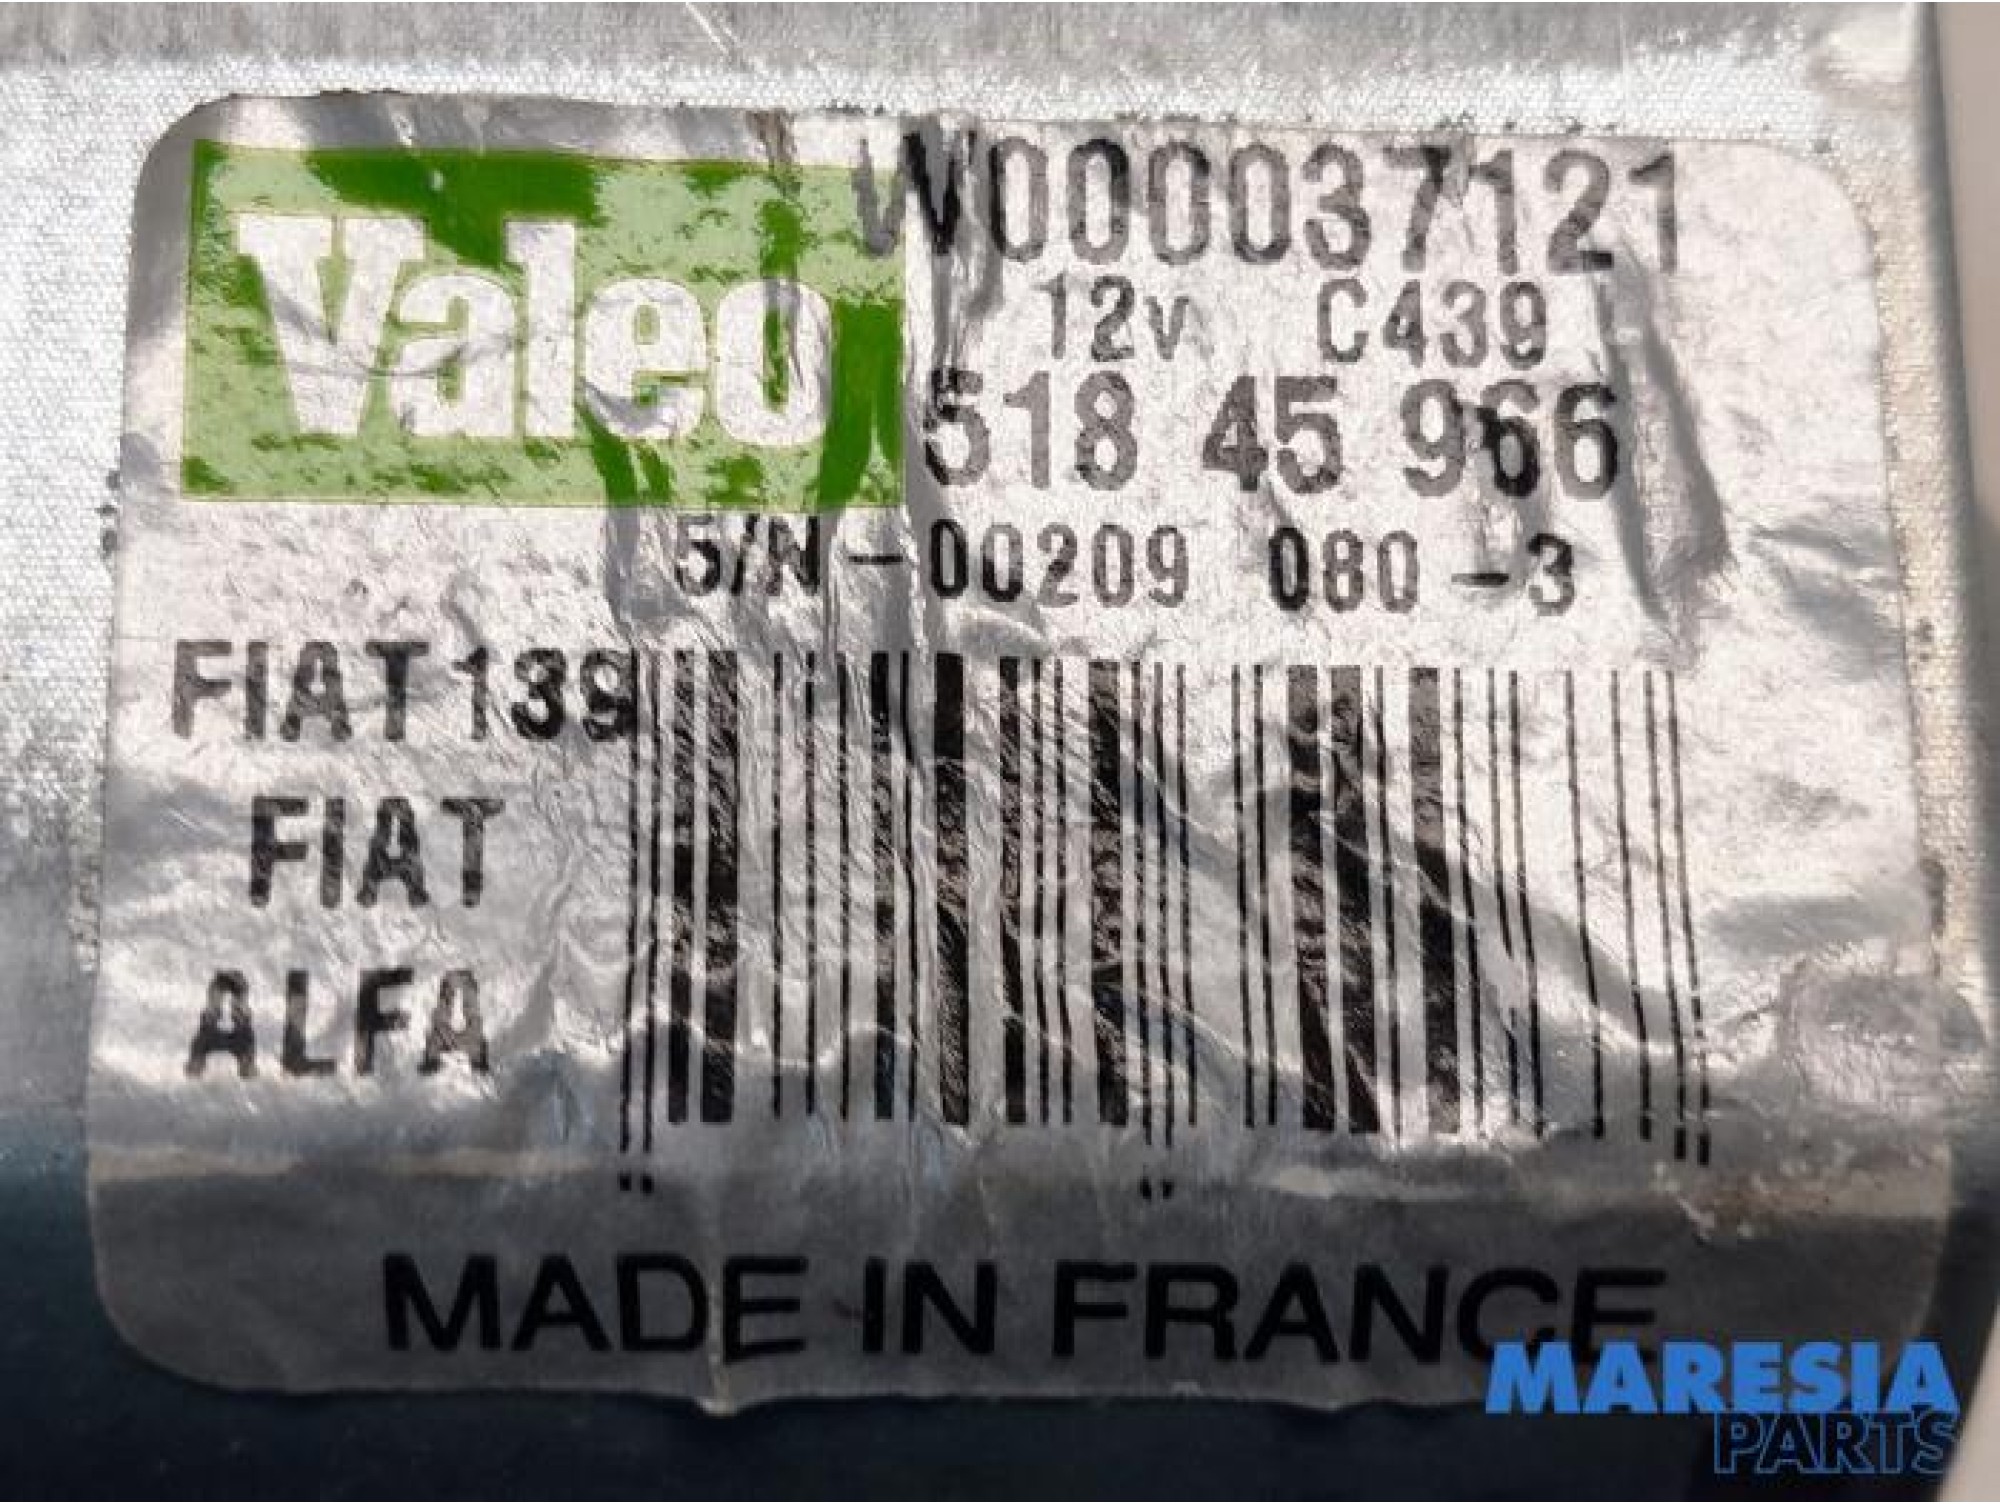 Valeo
W000037121
12v C439
518 45 966
S/N-00209 080-3
FIAT 139
FIAT
ALFA
MADE IN FRANCE
MARESIA
PARTS